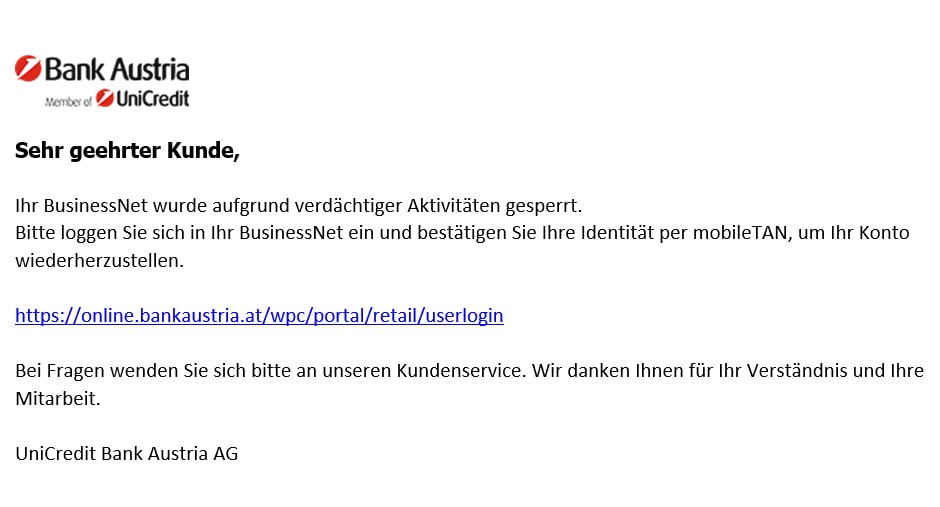 Bank Austria
Member of UniCredit
Sehr geehrter Kunde,
Ihr BusinessNet wurde aufgrund verdächtiger Aktivitäten gesperrt.
Bitte loggen Sie sich in Ihr BusinessNet ein und bestätigen Sie Ihre Identität per mobileTAN, um Ihr Konto
wiederherzustellen.
https://online.bankaustria.at/wpc/portal/retail/userlogin
Bei Fragen wenden Sie sich bitte an unseren Kundenservice. Wir danken Ihnen für Ihr Verständnis und Ihre
Mitarbeit.
UniCredit Bank Austria AG